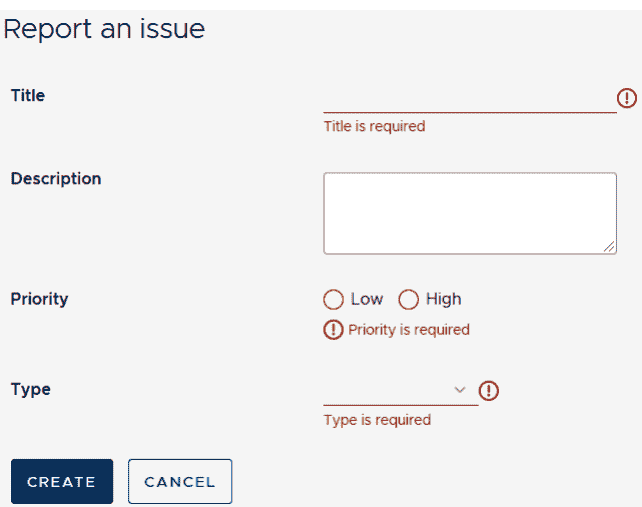 Report an issue
Title
Title is required
Description
Priority
Low High
Priority is required
Type
Type is required
CREATE CANCEL